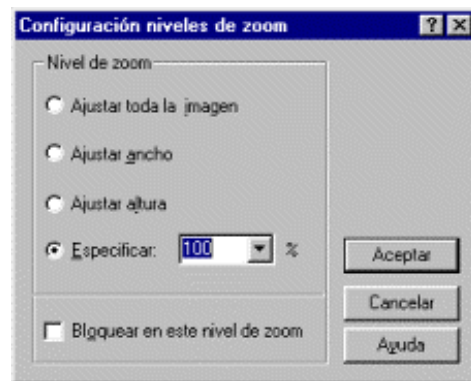 Configuración niveles de zoom
Nivel de zoom
Ajustar toda la imagen
Ajustar ancho
Ajustar altura
Especificar: 100 %
Aceptar
Cancelar
Bloquear en este nivel de zoom
Ayuda